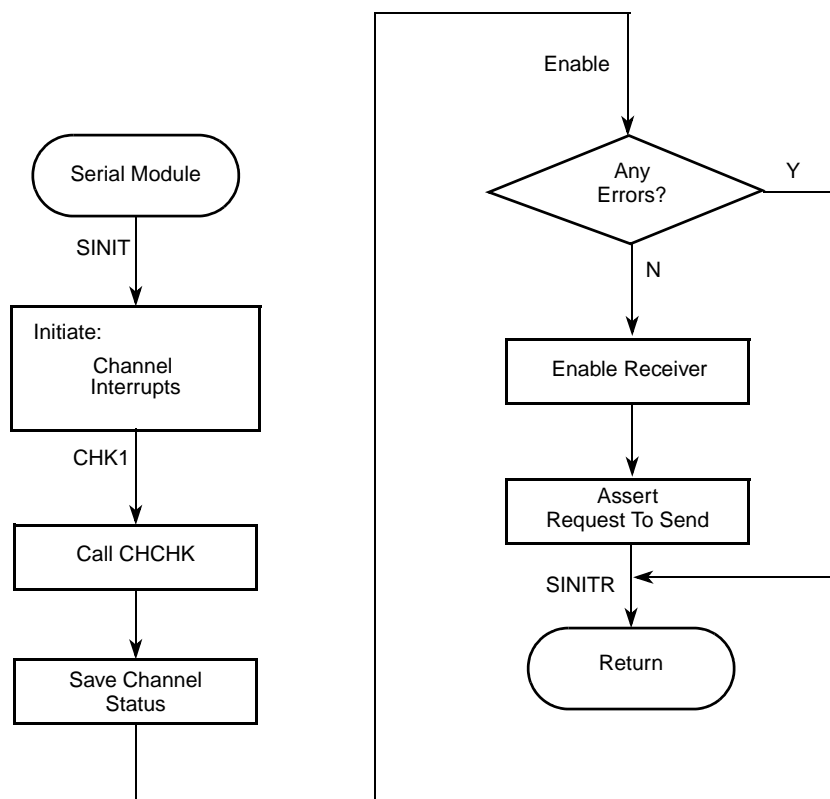 Serial Module
SINIT
Initiate:
Channel
Interrupts
CHK1
Call CHCHK
Save Channel
Status
Enable
Any
Errors?
Y
N
Enable Receiver
Assert
Request To Send
SINITR
Return